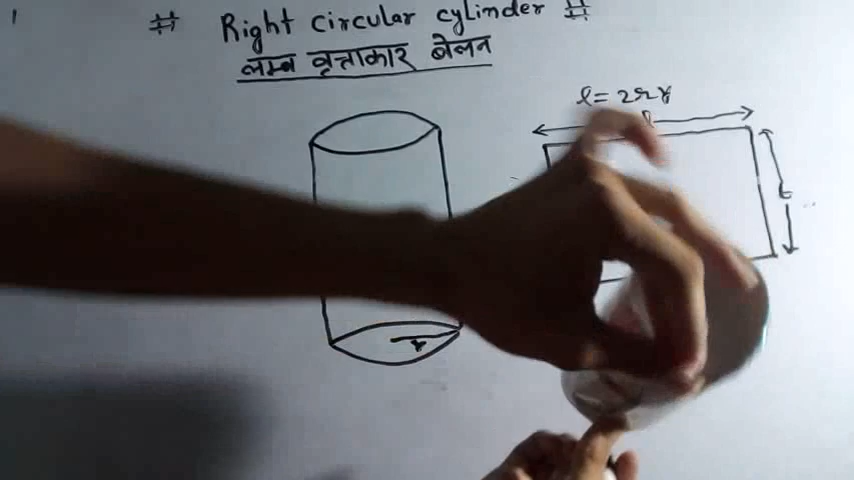 # Right circular cylinder #
लम्ब वृत्ताकार बेलन
l = 2πr
r